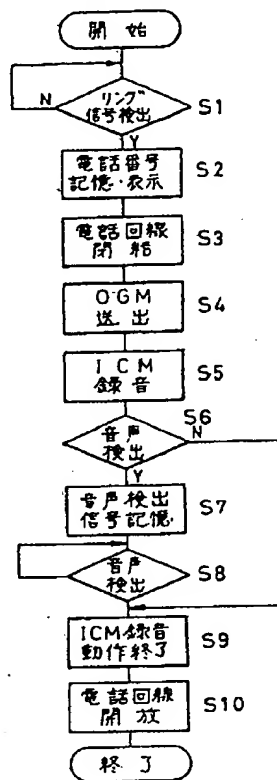 開始
リング
N 信号検出 S1
Y
電話番号 S2
記憶・表示
電話回線 S3
閉結
OGM S4
送出
ICM S5
録音
S6
音声 N
検出
Y
音声検出 S7
信号記憶
音声 S8
検出
ICM録音 S9
動作終了
電話回線 S10
開放
終了